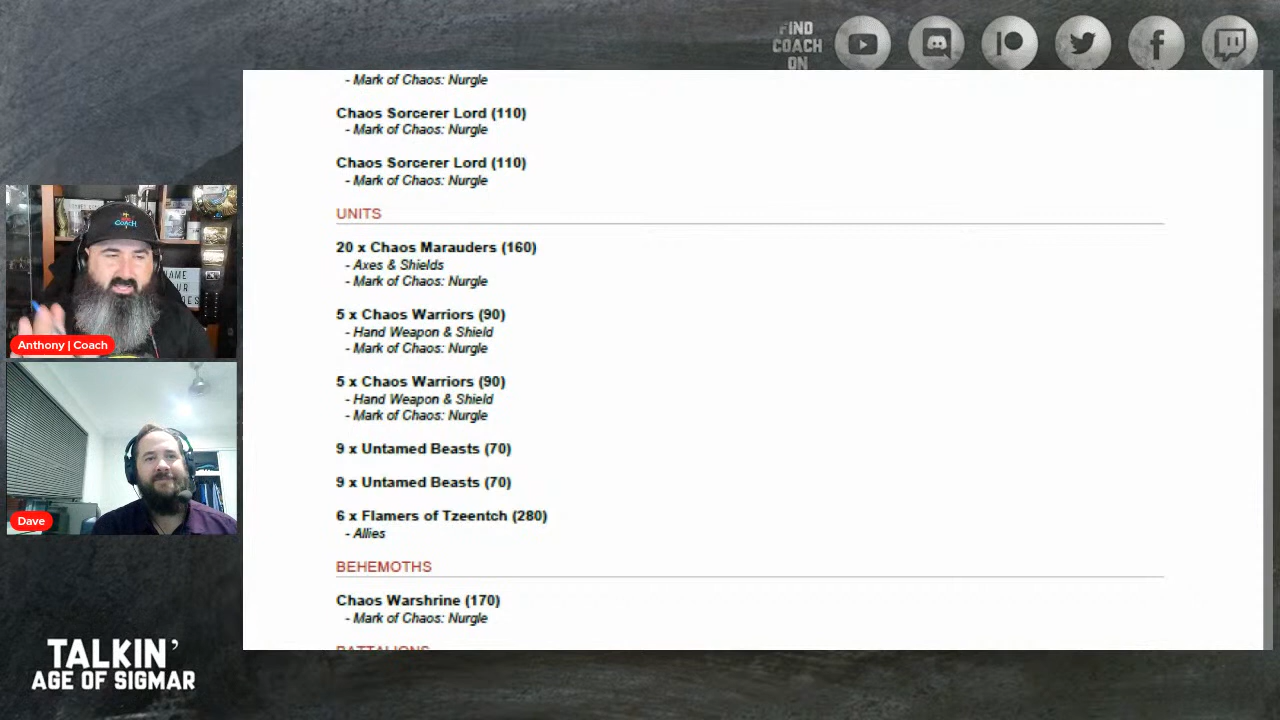 FIND
COACH
ON
- Mark of Chaos: Nurgle
Chaos Sorcerer Lord (110)
- Mark of Chaos: Nurgle
Chaos Sorcerer Lord (110)
- Mark of Chaos: Nurgle
UNITS
20 x Chaos Marauders (160)
- Axes & Shields
- Mark of Chaos: Nurgle
5 x Chaos Warriors (90)
- Hand Weapon & Shield
- Mark of Chaos: Nurgle
5 x Chaos Warriors (90)
- Hand Weapon & Shield
- Mark of Chaos: Nurgle
9 x Untamed Beasts (70)
9 x Untamed Beasts (70)
6 x Flamers of Tzeentch (280)
- Allies
BEHEMOTHS
Chaos Warshrine (170)
- Mark of Chaos: Nurgle
BATTALIONS
COACH
Anthony | Coach
Dave
TALKIN'
AGE OF SIGMAR